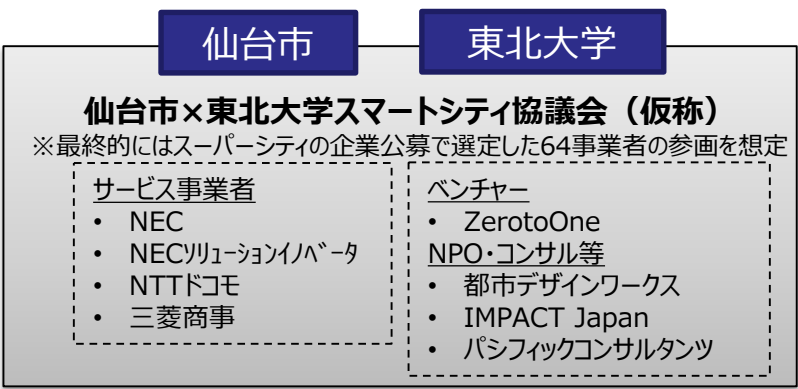 仙台市
東北大学
仙台市×東北大学スマートシティ協議会（仮称）
※最終的にはスーパーシティの企業公募で選定した64事業者の参画を想定
サービス事業者
• NEC
• NECｿﾘｭｰｼｮﾝｲﾉﾍﾞｰﾀ
• NTTﾄﾞｺﾓ
• 三菱商事
ベンチャー
• ZerotoOne
NPO・コンサル等
• 都市デザインワークス
• IMPACT Japan
• パシフィックコンサルタンツ